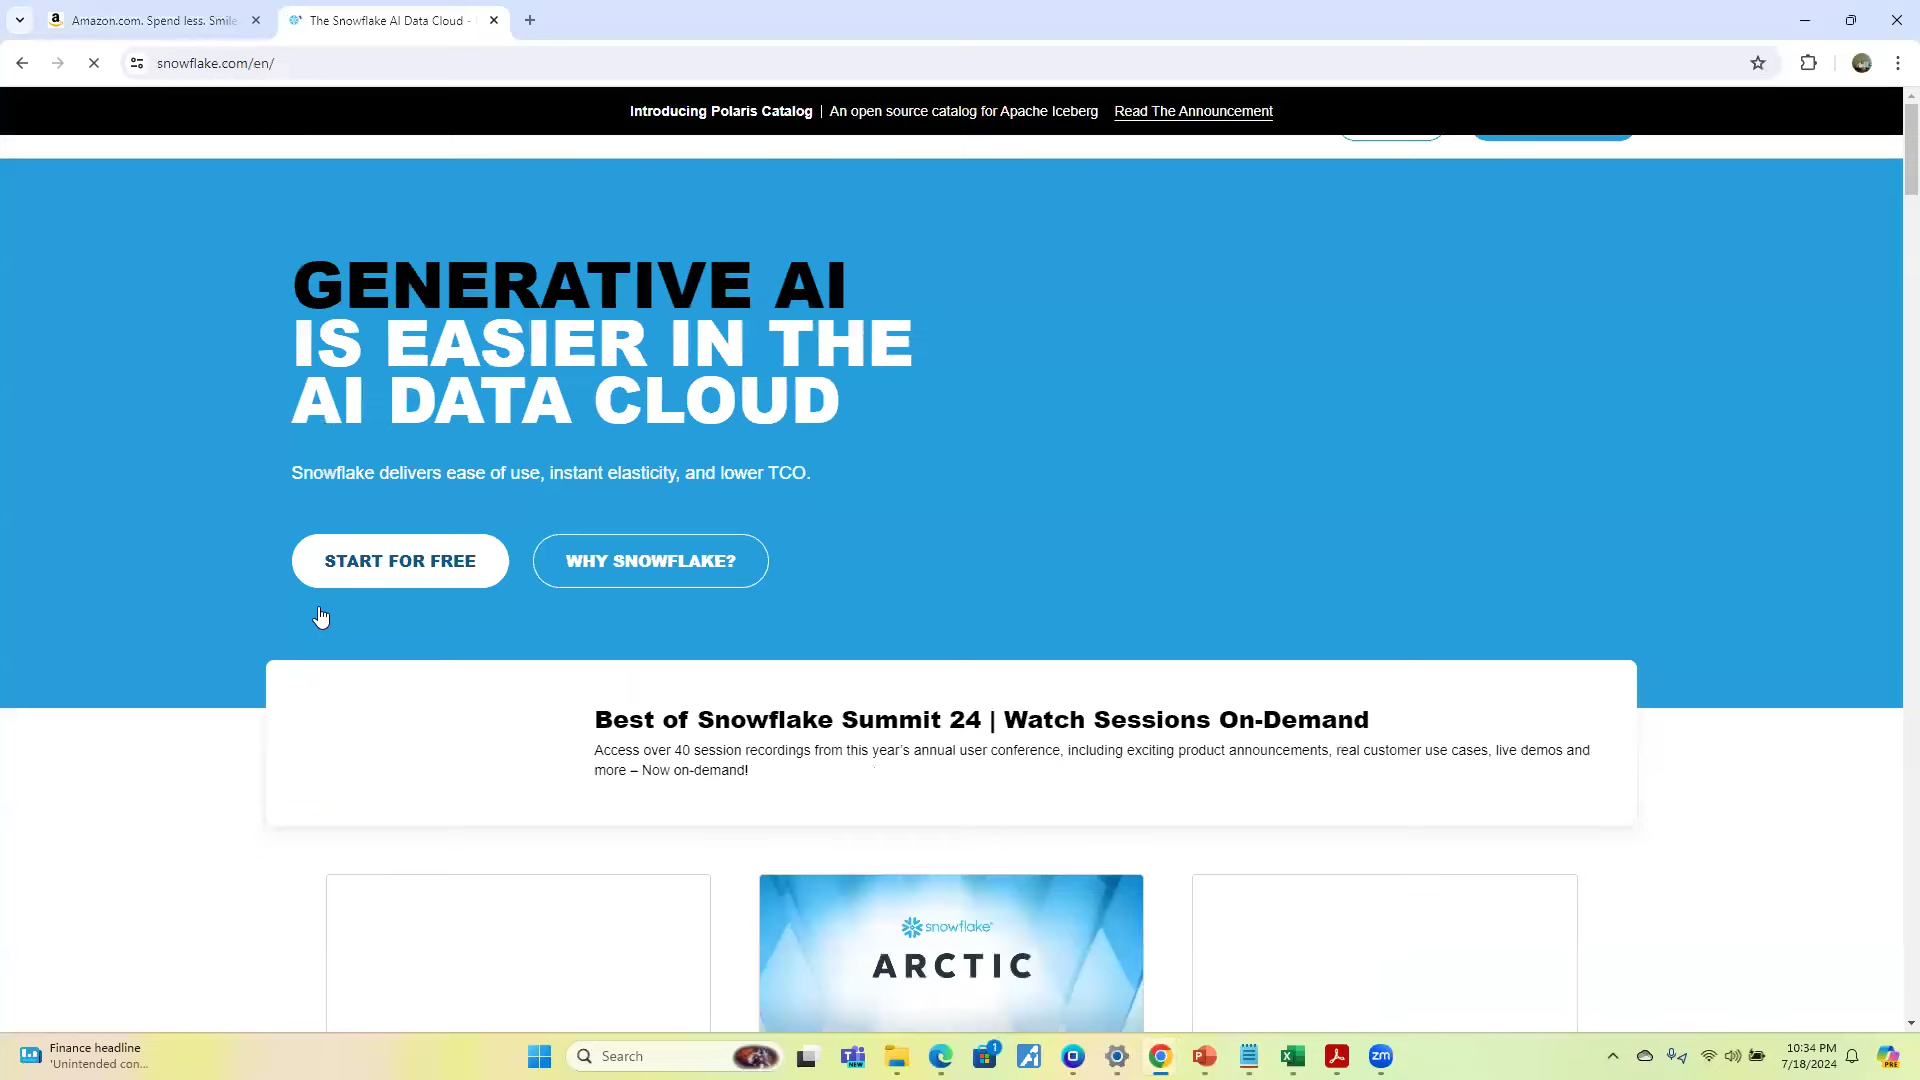 Amazon.com. Spend less. Smile
The Snowflake AI Data Cloud -
snowflake.com/en/
Introducing Polaris Catalog | An open source catalog for Apache Iceberg Read The Announcement
GENERATIVE AI
IS EASIER IN THE
AI DATA CLOUD
Snowflake delivers ease of use, instant elasticity, and lower TCO.
START FOR FREE
WHY SNOWFLAKE?
Best of Snowflake Summit 24 | Watch Sessions On-Demand
Access over 40 session recordings from this year's annual user conference, including exciting product announcements, real customer use cases, live demos and
more – Now on-demand!
snowflake
ARCTIC
Finance headline
'Unintended con...
Search
NEW
1
zm
10:34 PM
7/18/2024
PRE